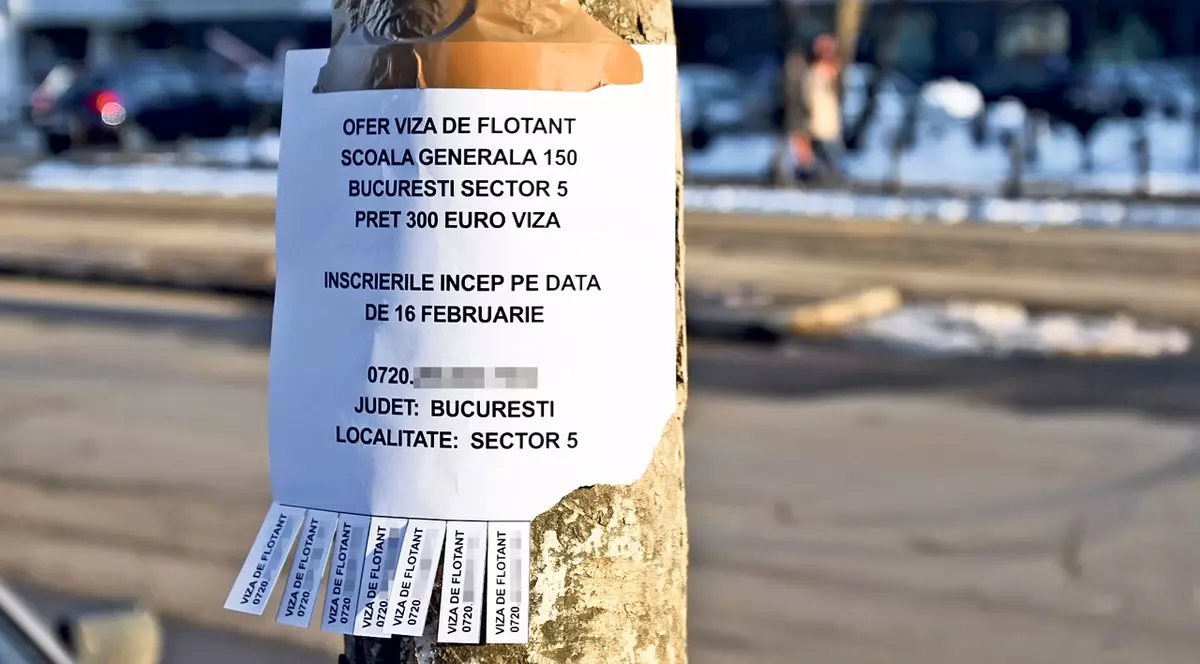 OFER VIZA DE FLOTANT
SCOALA GENERALA 150
BUCURESTI SECTOR 5
PRET 300 EURO VIZA
INSCRIERILE INCEP PE DATA
DE 16 FEBRUARIE
0720.
JUDET: BUCURESTI
LOCALITATE: SECTOR 5
VIZA DE FLOTANT
0720.
VIZA DE FLOTANT
0720.
VIZA DE FLOTANT
0720.
VIZA DE FLOTANT
0720.
VIZA DE FLOTANT
0720
VIZA DE FLOTANT
0720.
VIZA DE FLOTANT
0720.